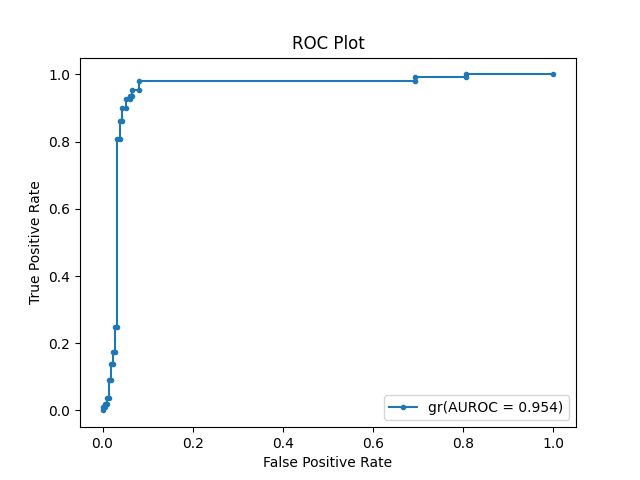 ROC Plot
1.0
0.8
0.6
0.4
0.2
0.0
True Positive Rate
0.0 0.2 0.4 0.6 0.8 1.0
False Positive Rate
gr(AUROC = 0.954)